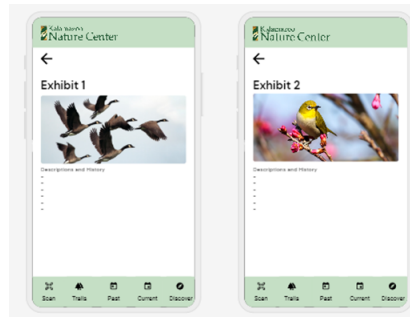 Kalamazoo
Nature Center
Exhibit 1
Descriptions and History
-
-
-
-
-
Scan
Trails
Past
Current
Discover
Kalamazoo
Nature Center
Exhibit 2
Descriptions and History
-
-
-
-
-
Scan
Trails
Past
Current
Discover